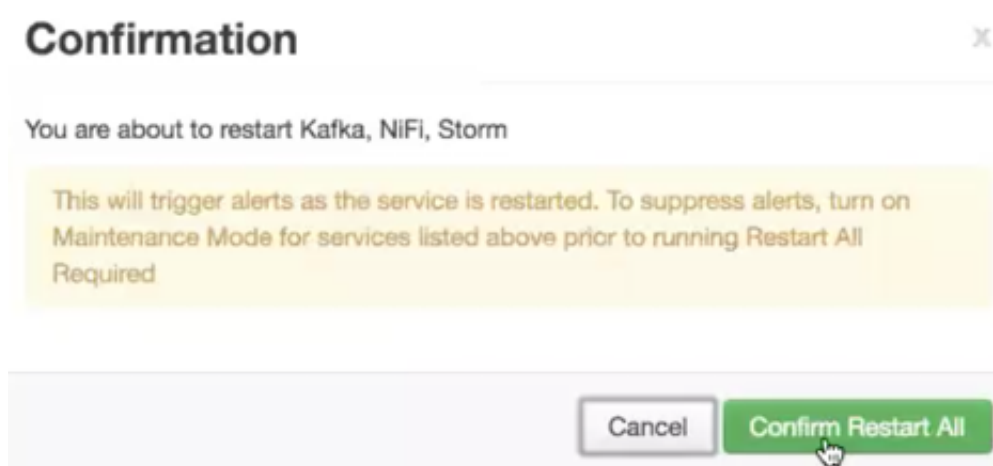 Confirmation
x
You are about to restart Kafka, NiFi, Storm
This will trigger alerts as the service is restarted. To suppress alerts, turn on
Maintenance Mode for services listed above prior to running Restart All
Required
Cancel
Confirm Restart All